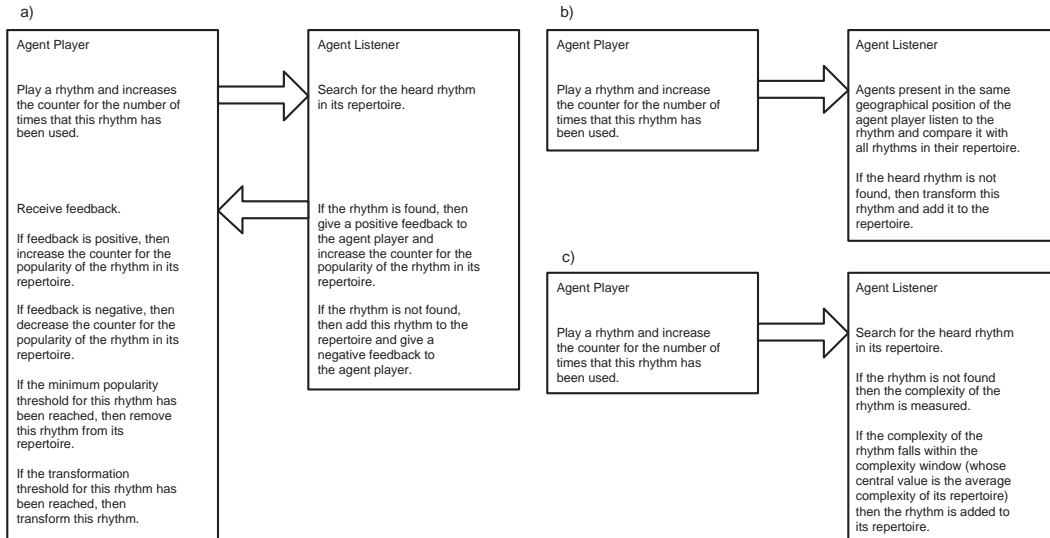 a)
Agent Player
Play a rhythm and increases
the counter for the number of
times that this rhythm has
been used.
Receive feedback.
If feedback is positive, then
increase the counter for the
popularity of the rhythm in its
repertoire.
If feedback is negative, then
decrease the counter for the
popularity of the rhythm in its
repertoire.
If the minimum popularity
threshold for this rhythm has
been reached, then remove
this rhythm from its
repertoire.
If the transformation
threshold for this rhythm has
been reached, then
transform this rhythm.
Agent Listener
Search for the heard rhythm
in its repertoire.
If the rhythm is found, then
give a positive feedback to
the agent player and
increase the counter for the
popularity of the rhythm in its
repertoire.
If the rhythm is not found,
then add this rhythm to the
repertoire and give a
negative feedback to
the agent player.
b)
Agent Player
Play a rhythm and increase
the counter for the number of
times that this rhythm has
been used.
Agent Listener
Agents present in the same
geographical position of the
agent player listen to the
rhythm and compare it with
all rhythms in their repertoire.
If the heard rhythm is not
found, then transform this
rhythm and add it to the
repertoire.
c)
Agent Player
Play a rhythm and increase
the counter for the number of
times that this rhythm has
been used.
Agent Listener
Search for the heard rhythm
in its repertoire.
If the rhythm is not found
then the complexity of the
rhythm is measured.
If the complexity of the
rhythm falls within the
complexity window (whose
central value is the average
complexity of its repertoire)
then the rhythm is added to
its repertoire.